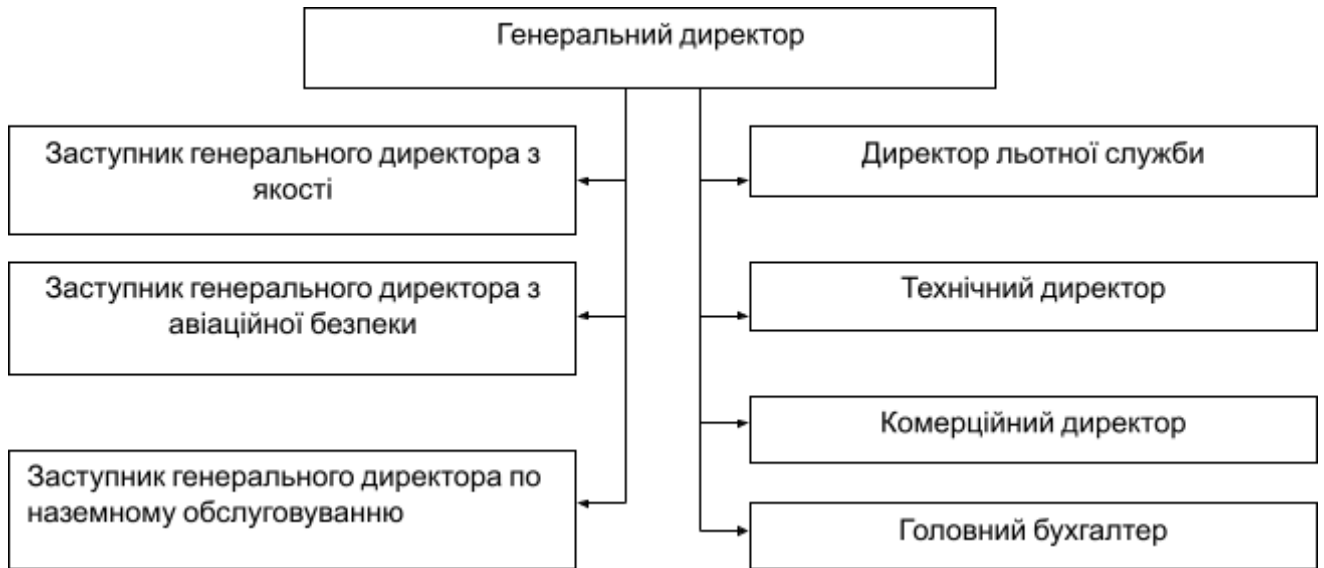 Генеральний директор
Заступник генерального директора з
якості
Заступник генерального директора з
авіаційної безпеки
Заступник генерального директора по
наземному обслуговуванню
Директор льотної служби
Технічний директор
Комерційний директор
Головний бухгалтер